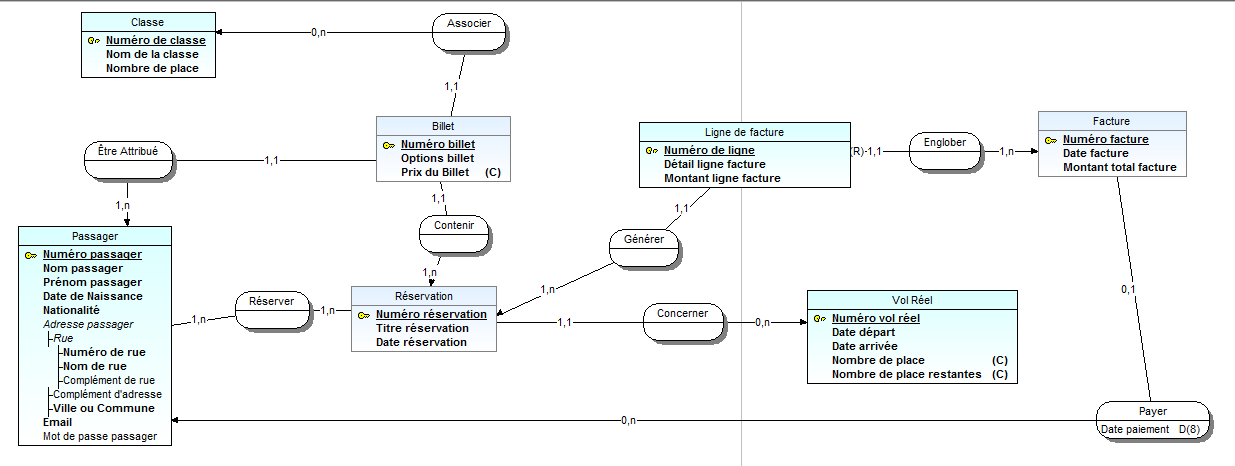 Classe
Numéro de classe
Nom de la classe
Nombre de place
0,n
Associer
1,1
Billet
Numéro billet
Options billet
Prix du Billet (C)
Être Attribué
1,1
1,n
1,1
Contenir
1,n
Ligne de facture
Numéro de ligne
Détail ligne facture
Montant ligne facture
(R)-1,1
Englober
1,n
Facture
Numéro facture
Date facture
Montant total facture
1,1
Générer
1,n
Passager
Numéro passager
Nom passager
Prénom passager
Date de Naissance
Nationalité
Adresse passager
Rue
Numéro de rue
Nom de rue
Complément de rue
Complément d'adresse
Ville ou Commune
Email
Mot de passe passager
1,n
Réserver
1,n
Réservation
Numéro réservation
Titre réservation
Date réservation
1,1
Concerner
0,n
Vol Réel
Numéro vol réel
Date départ
Date arrivée
Nombre de place (C)
Nombre de place restantes (C)
0,1
0,n
Payer
Date paiement D(8)